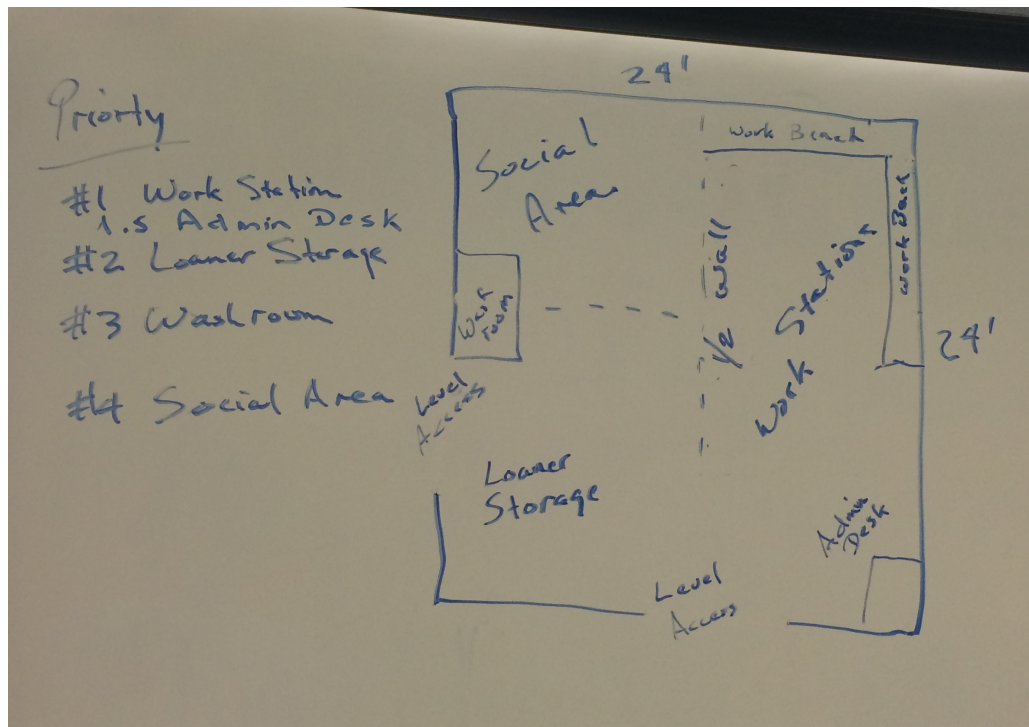 Priorty
#1 Work Station
1.5 Admin Desk
#2 Loaner Storage
#3 Washroom
#4 Social Area
24'
Social
Area
Work Bench
Work Bench
1/2 Wall
Work Station
24'
room
Level
Access
Loaner
Storage
Admin
Desk
Level
Access